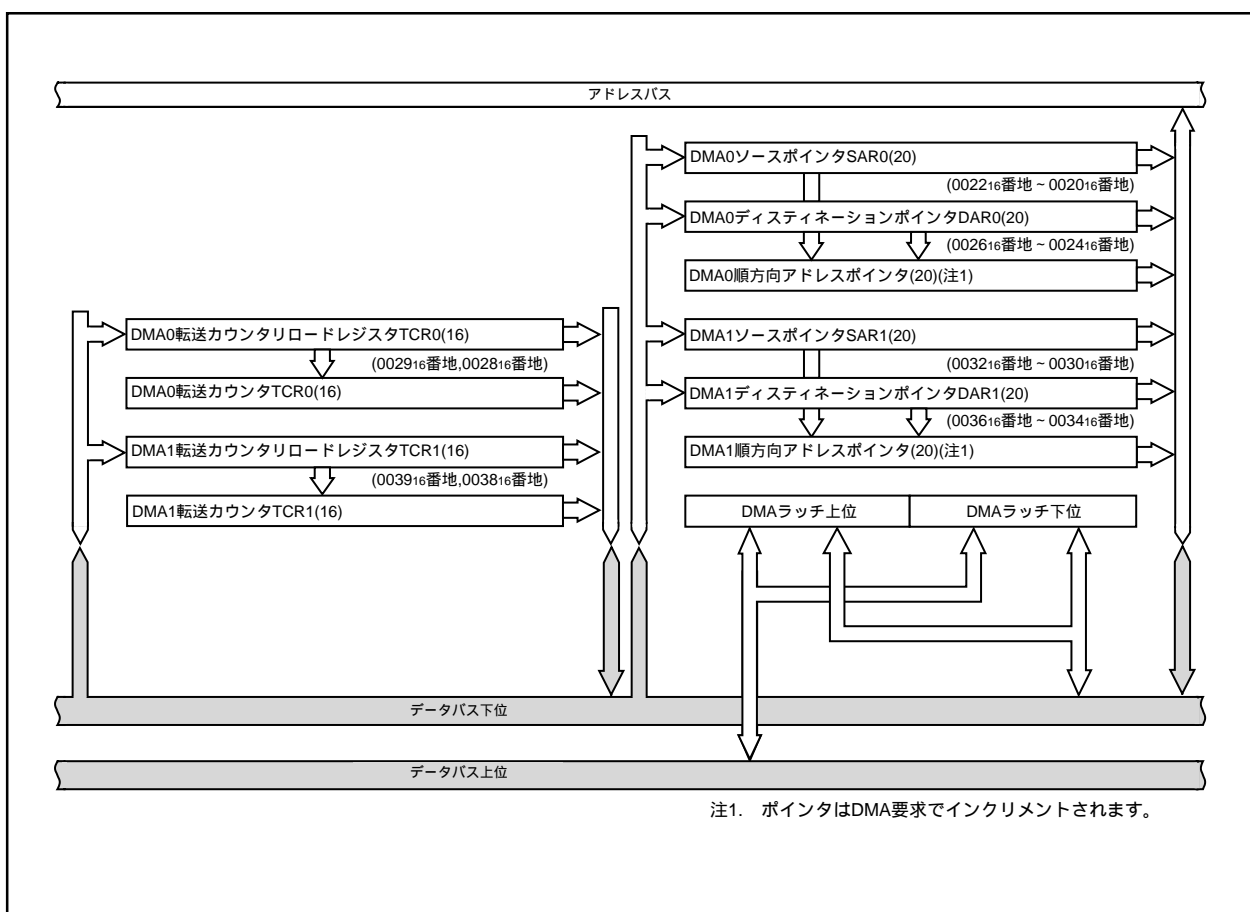 アドレスバス
DMA0ソースポインタSAR0(20)
(002216番地~002016番地)
DMA0ディスティネーションポインタDAR0(20)
(002616番地~002416番地)
DMA0順方向アドレスポインタ(20)(注1)
DMA0転送カウンタリロードレジスタTCR0(16)
(002916番地,002816番地)
DMA0転送カウンタTCR0(16)
DMA1転送カウンタリロードレジスタTCR1(16)
(003916番地,003816番地)
DMA1転送カウンタTCR1(16)
DMA1ソースポインタSAR1(20)
(003216番地~003016番地)
DMA1ディスティネーションポインタDAR1(20)
(003616番地~003416番地)
DMA1順方向アドレスポインタ(20)(注1)
DMAラッチ上位 DMAラッチ下位
データバス下位
データバス上位
注1. ポインタはDMA要求でインクリメントされます。